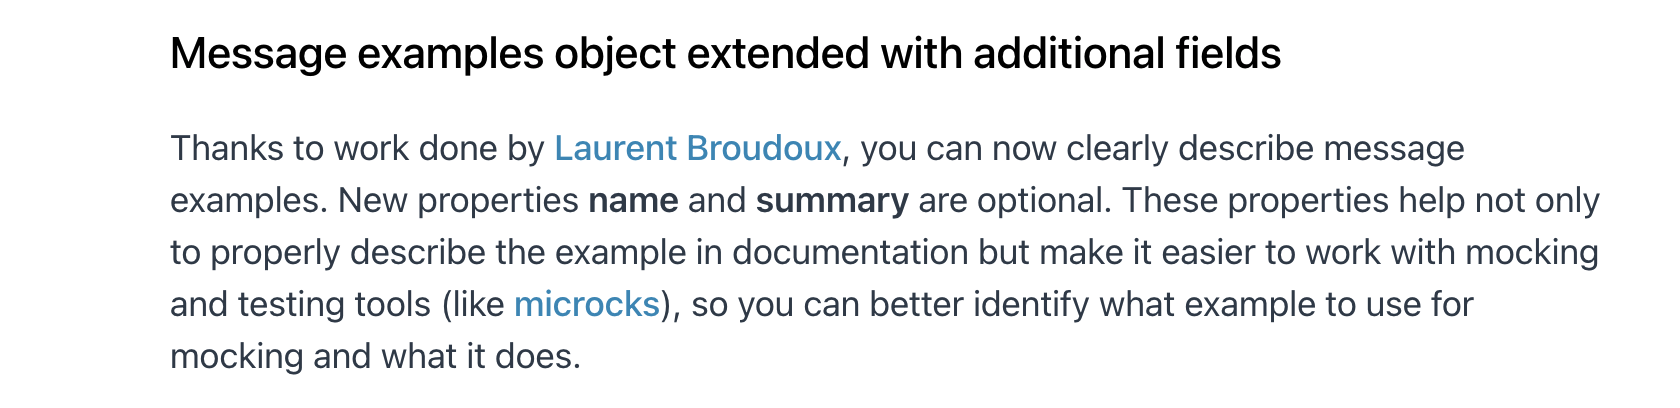 Message examples object extended with additional fields
Thanks to work done by Laurent Broudoux, you can now clearly describe message
examples. New properties name and summary are optional. These properties help not only
to properly describe the example in documentation but make it easier to work with mocking
and testing tools (like microcks), so you can better identify what example to use for
mocking and what it does.